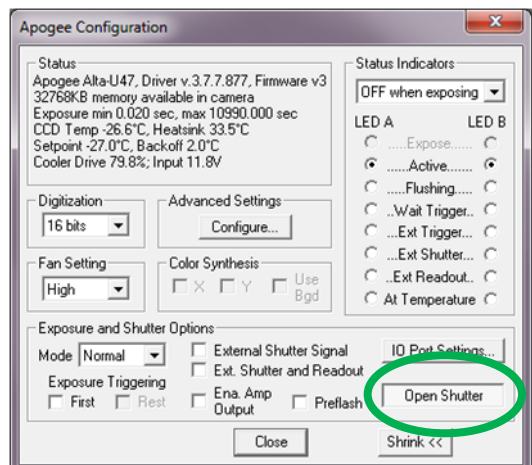 Apogee Configuration
x
Status
Apogee Alta-U47, Driver v.3.7.7.877, Firmware v3
32768KB memory available in camera
Exposure min 0.020 sec, max 10990.000 sec
CCD Temp -26.6°C, Heatsink 33.5°C
Setpoint -27.0°C, Backoff 2.0°C
Cooler Drive 79.8%; Input 11.8V
Status Indicators
OFF when exposing
LED A LED B
.....Expose......
.....Active.......
.....Flushing.....
..Wait Trigger..
...Ext Trigger...
...Ext Shutter...
..Ext Readout..
At Temperature
Digitization
16 bits
Advanced Settings
Configure...
Fan Setting
High
Color Synthesis
X Y Use Bgd
Exposure and Shutter Options
Mode Normal
External Shutter Signal
Ext. Shutter and Readout
IO Port Settings...
Exposure Triggering
First Rest
Ena. Amp
Output
Preflash
Open Shutter
Close
Shrink <<